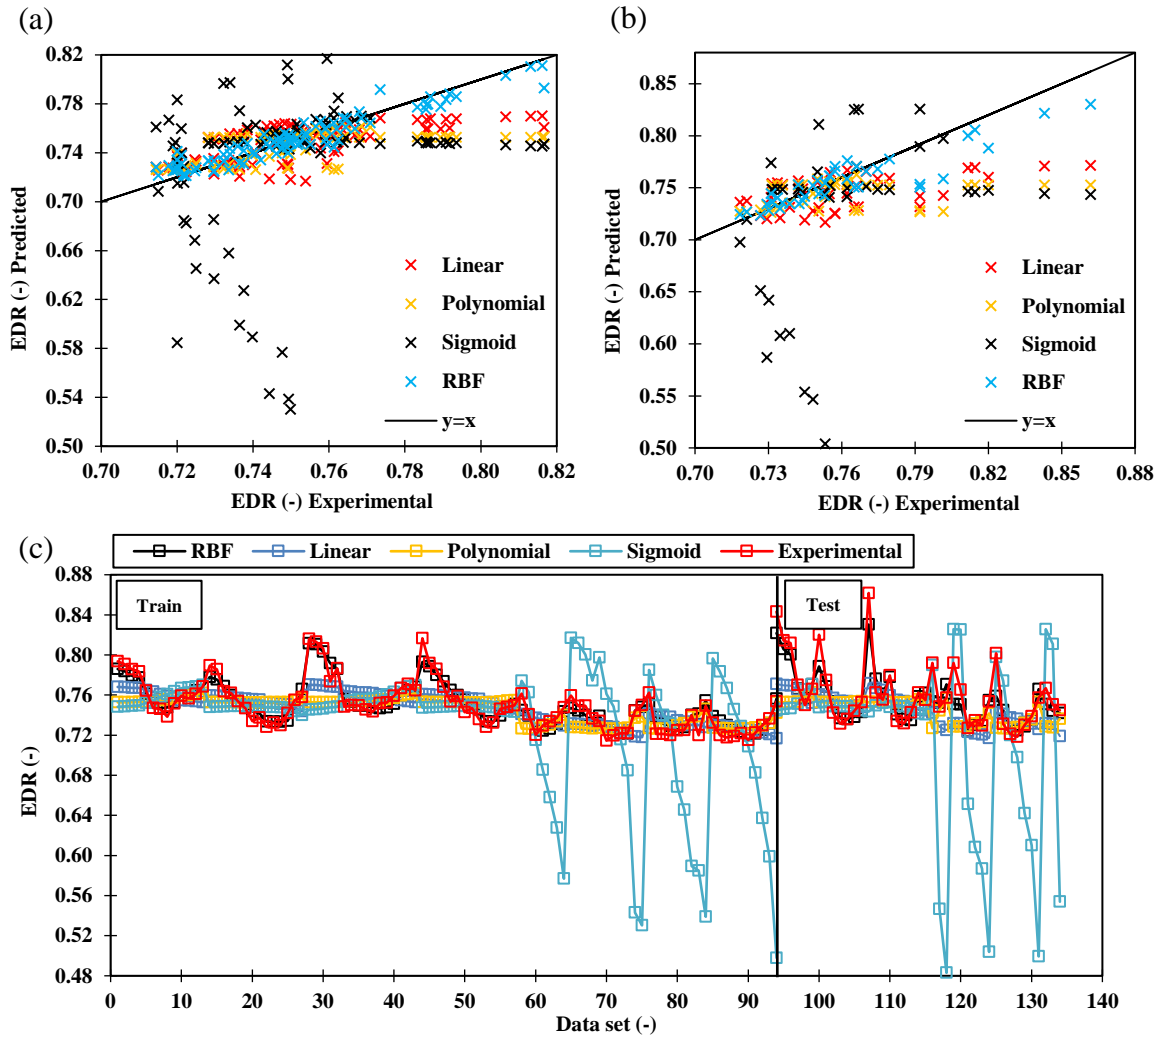 (a)
0.82
0.78
0.74
0.70
0.66
0.62
0.58
0.54
0.50
0.70 0.72 0.74 0.76 0.78 0.80 0.82
EDR (-) Predicted
EDR (-) Experimental
Linear
Polynomial
Sigmoid
RBF
y=x
(b)
0.85
0.80
0.75
0.70
0.65
0.60
0.55
0.50
0.70 0.73 0.76 0.79 0.82 0.85 0.88
EDR (-) Predicted
EDR (-) Experimental
Linear
Polynomial
Sigmoid
RBF
y=x
(c)
RBF Linear Polynomial Sigmoid Experimental
Train
Test
0.88
0.84
0.80
0.76
0.72
0.68
0.64
0.60
0.56
0.52
0.48
0 10 20 30 40 50 60 70 80 90 100 110 120 130 140
EDR (-)
Data set (-)